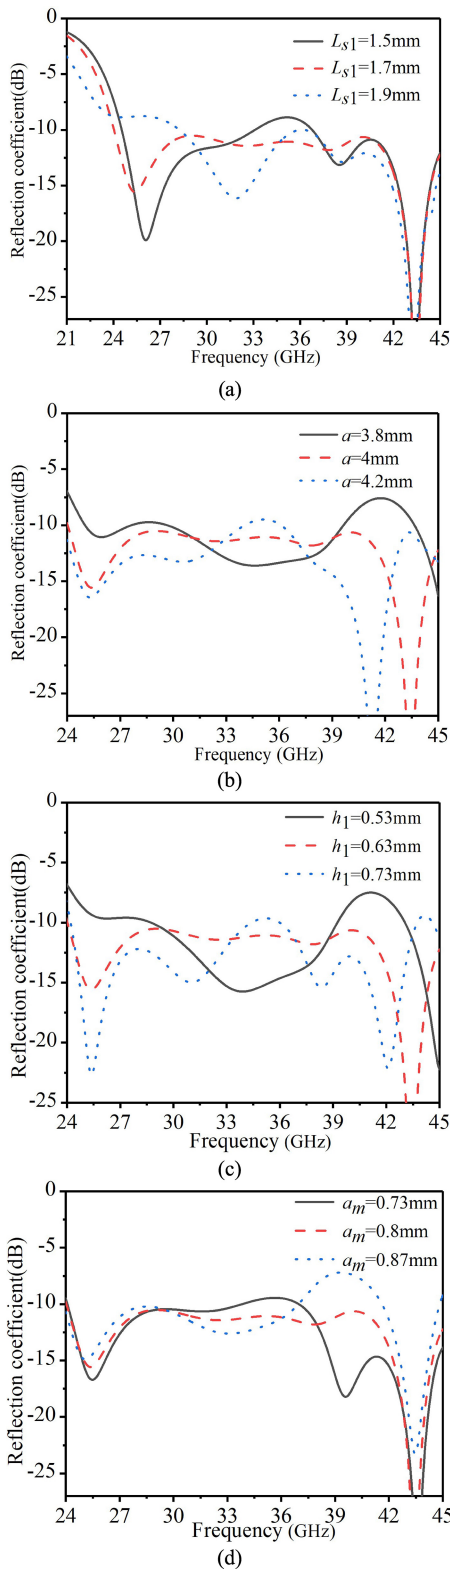 0
-5
-10
-15
-20
-25
Reflection coefficient(dB)
Ls1=1.5mm
Ls1=1.7mm
Ls1=1.9mm
21 24 27 30 33 36 39 42 45
Frequency (GHz)
(a)
0
-5
-10
-15
-20
-25
Reflection coefficient(dB)
a=3.8mm
a=4mm
a=4.2mm
24 27 30 33 36 39 42 45
Frequency (GHz)
(b)
0
-5
-10
-15
-20
-25
Reflection coefficient(dB)
h1=0.53mm
h1=0.63mm
h1=0.73mm
24 27 30 33 36 39 42 45
Frequency (GHz)
(c)
0
-5
-10
-15
-20
-25
Reflection coefficient(dB)
am=0.73mm
am=0.8mm
am=0.87mm
24 27 30 33 36 39 42 45
Frequency (GHz)
(d)